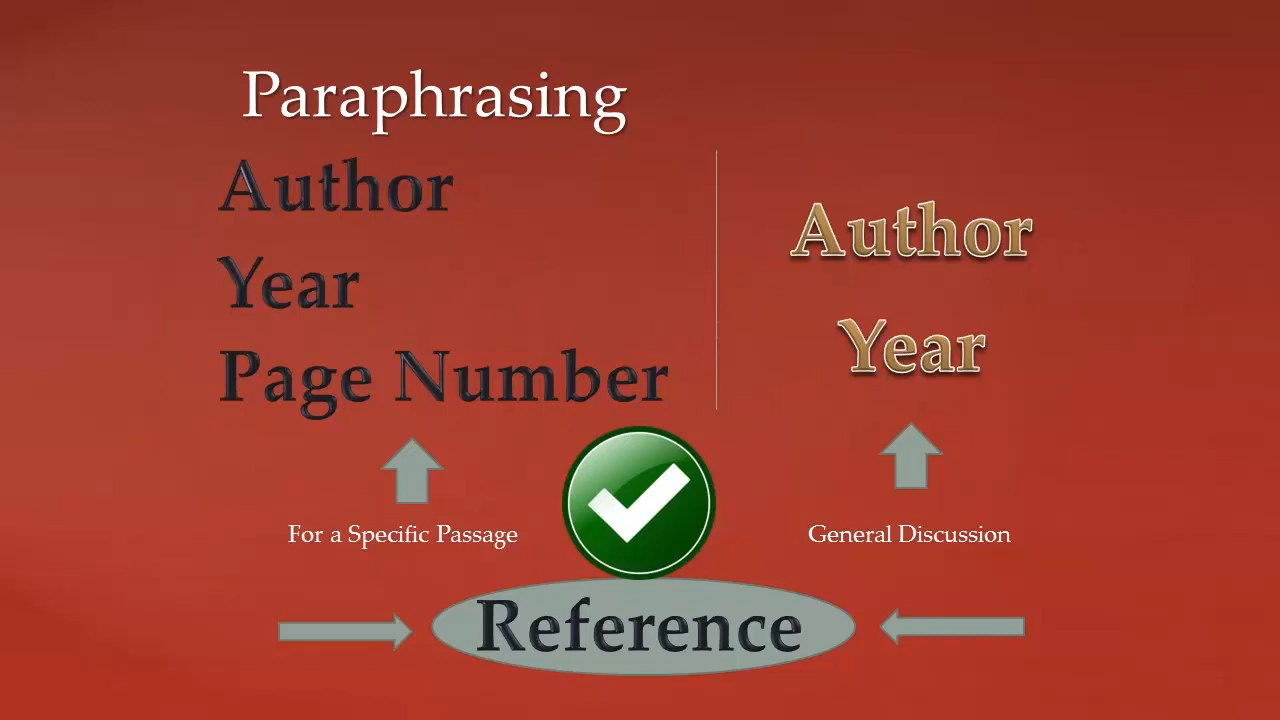 Paraphrasing
Author
Year
Page Number
Author
Year
For a Specific Passage
General Discussion
Reference